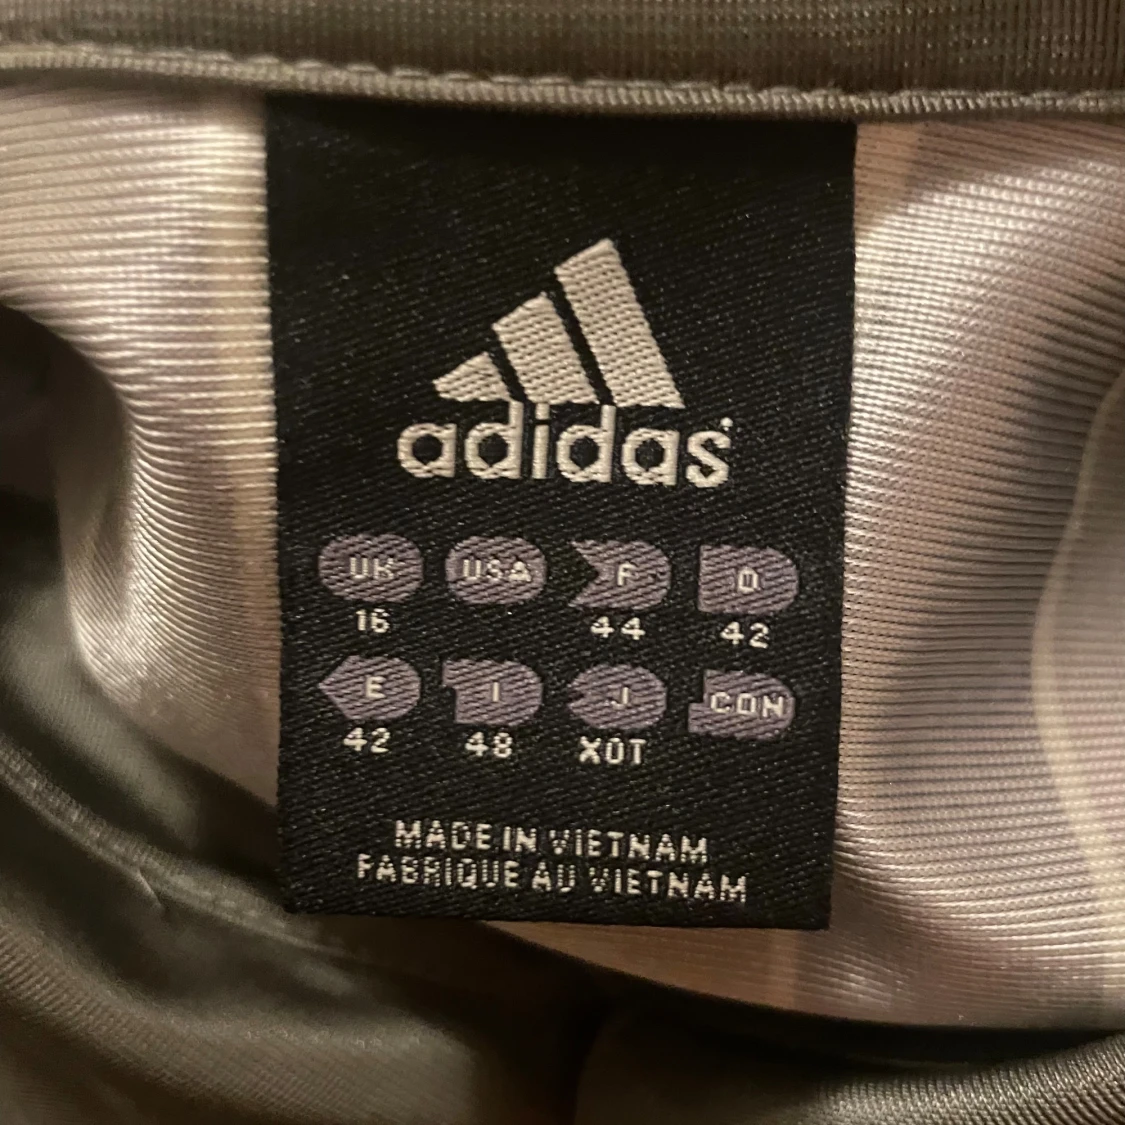 adidas
UK USA F D
16 44 42
E I J CON
42 48 XOT
MADE IN VIETNAM
FABRIQUE AU VIETNAM